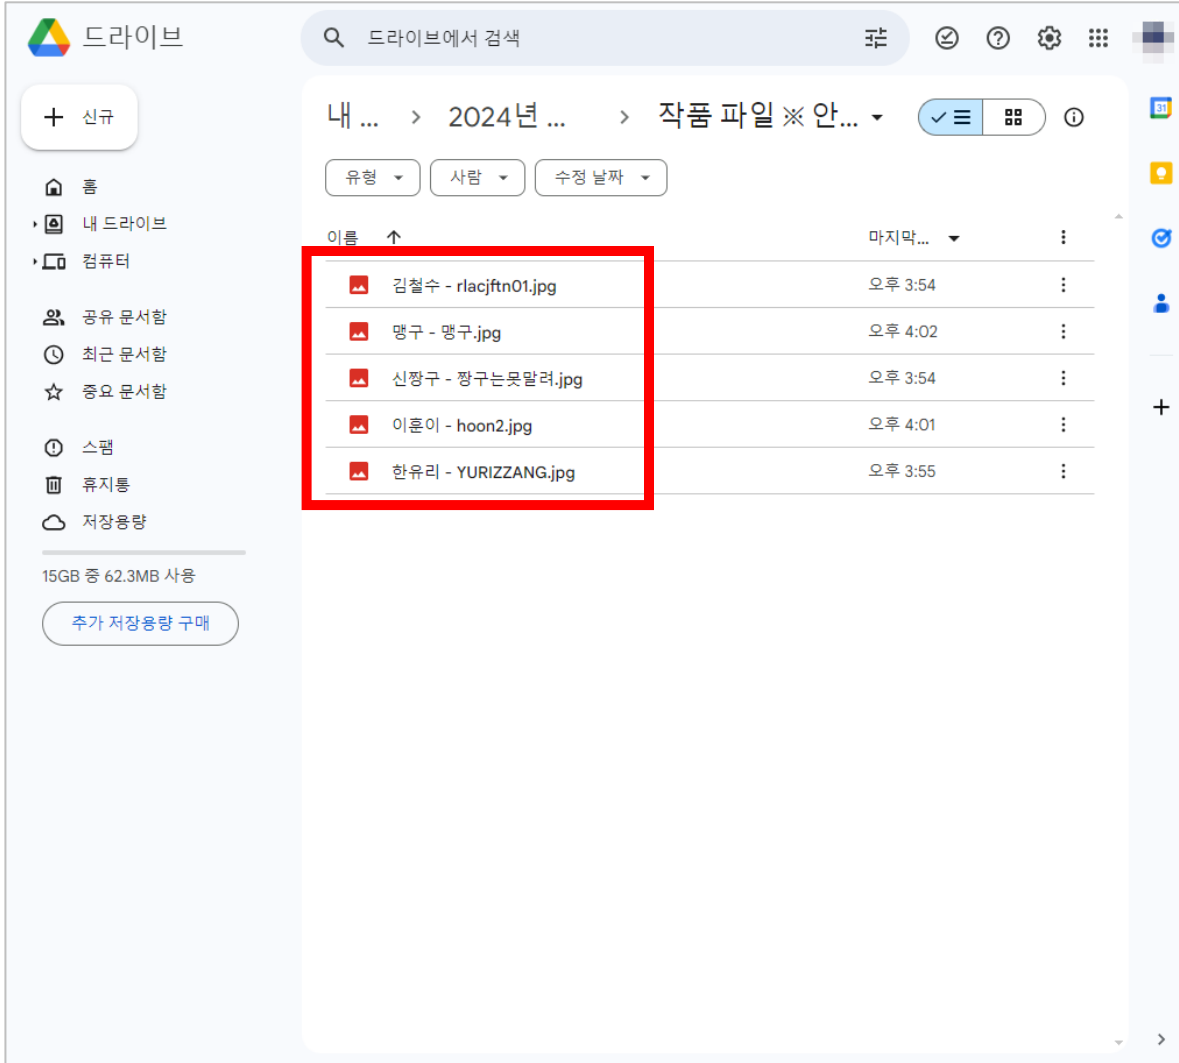 드라이브
드라이브에서 검색
신규
내 ... > 2024년 ... > 작품 파일 ※ 안...
유형 사람 수정 날짜
홈
내 드라이브
컴퓨터
공유 문서함
최근 문서함
중요 문서함
스팸
휴지통
저장용량
15GB 중 62.3MB 사용
추가 저장용량 구매
이름 마지막...
김철수 - rlacjftn01.jpg 오후 3:54
맹구 - 맹구.jpg 오후 4:02
신짱구 - 짱구는못말려.jpg 오후 3:54
이훈이 - hoon2.jpg 오후 4:01
한유리 - YURIZZANG.jpg 오후 3:55
31